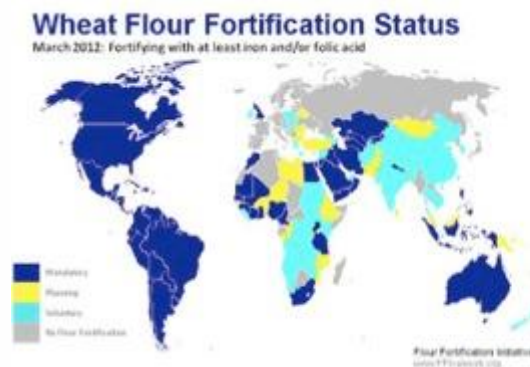 Wheat Flour Fortification Status
March 2012: Fortifying with at least iron and/or folic acid
Mandatory
Planning
Voluntary
No Flour Fortification
Flour Fortification Initiative